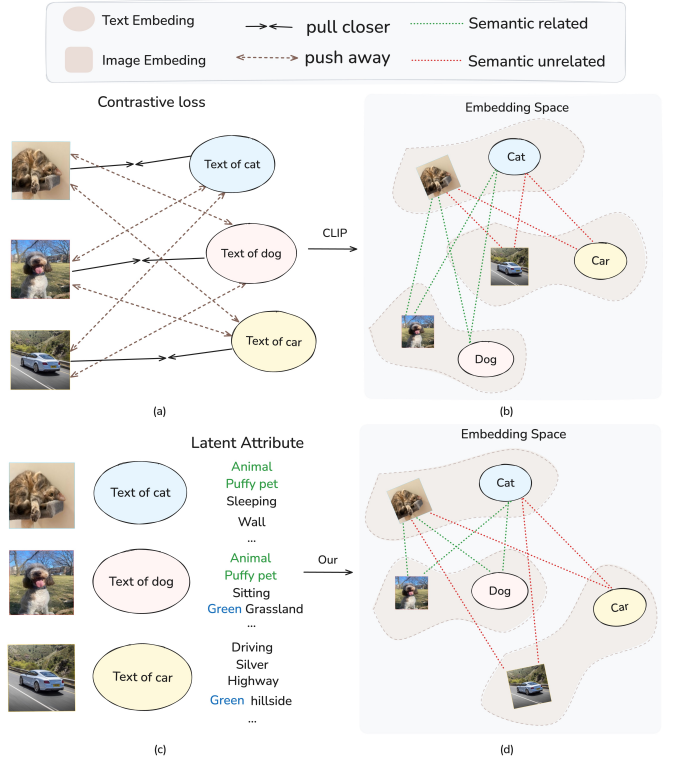 Text Embeding
pull closer
Semantic related
Image Embeding
push away
Semantic unrelated
Contrastive loss
Text of cat
Text of dog
Text of car
(a)
CLIP
Embedding Space
Cat
Car
Dog
(b)
Latent Attribute
Text of cat
Animal
Puffy pet
Sleeping
Wall
...
Text of dog
Animal
Puffy pet
Sitting
Green Grassland
...
Text of car
Driving
Silver
Highway
Green hillside
...
(c)
Our
Embedding Space
Cat
Dog
Car
(d)